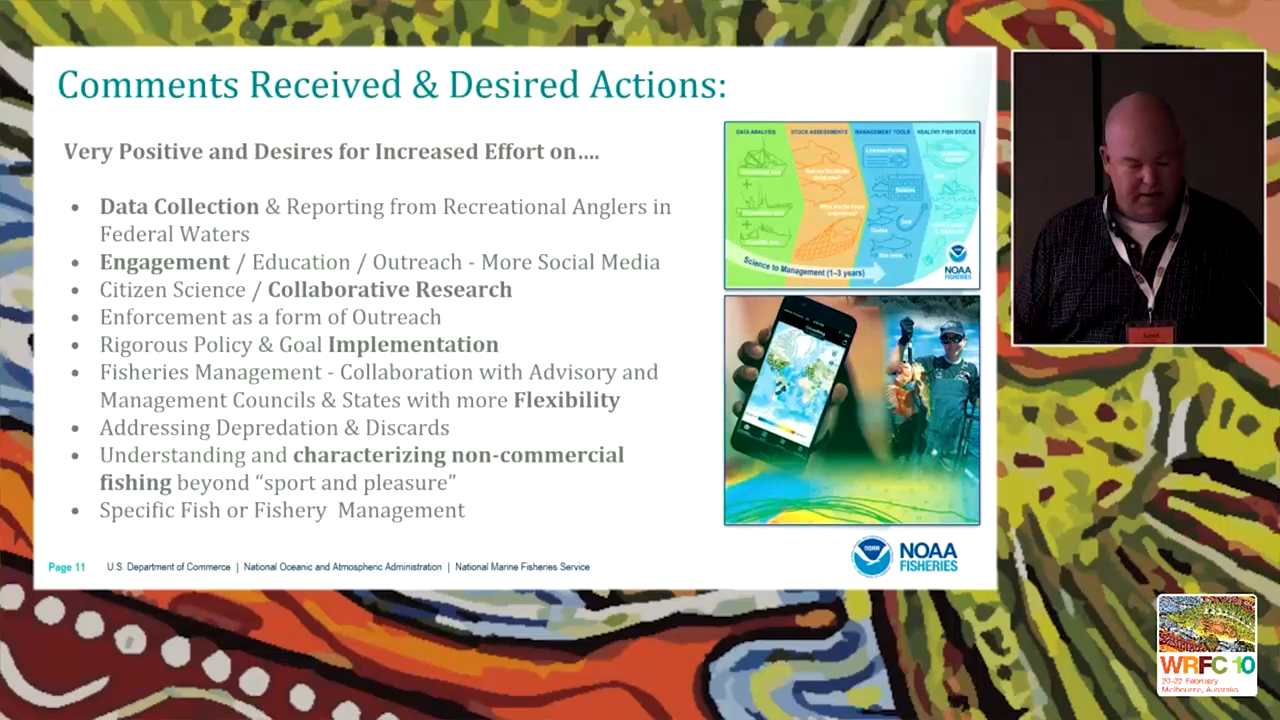 Comments Received & Desired Actions:
Very Positive and Desires for Increased Effort on....
• Data Collection & Reporting from Recreational Anglers in
Federal Waters
• Engagement / Education / Outreach - More Social Media
• Citizen Science / Collaborative Research
• Enforcement as a form of Outreach
• Rigorous Policy & Goal Implementation
• Fisheries Management - Collaboration with Advisory and
Management Councils & States with more Flexibility
• Addressing Depredation & Discards
• Understanding and characterizing non-commercial
fishing beyond “sport and pleasure”
• Specific Fish or Fishery Management
DATA ANALYSIS STOCK ASSESSMENTS MANAGEMENT TOOLS HEALTHY FISH STOCKS
Science to Management (1-3 years)
NOAA
FISHERIES
NOAA
NOAA
FISHERIES
Page 11 U.S. Department of Commerce | National Oceanic and Atmospheric Administration | National Marine Fisheries Service
WRFC 10
20-22 February
Melbourne, Australia